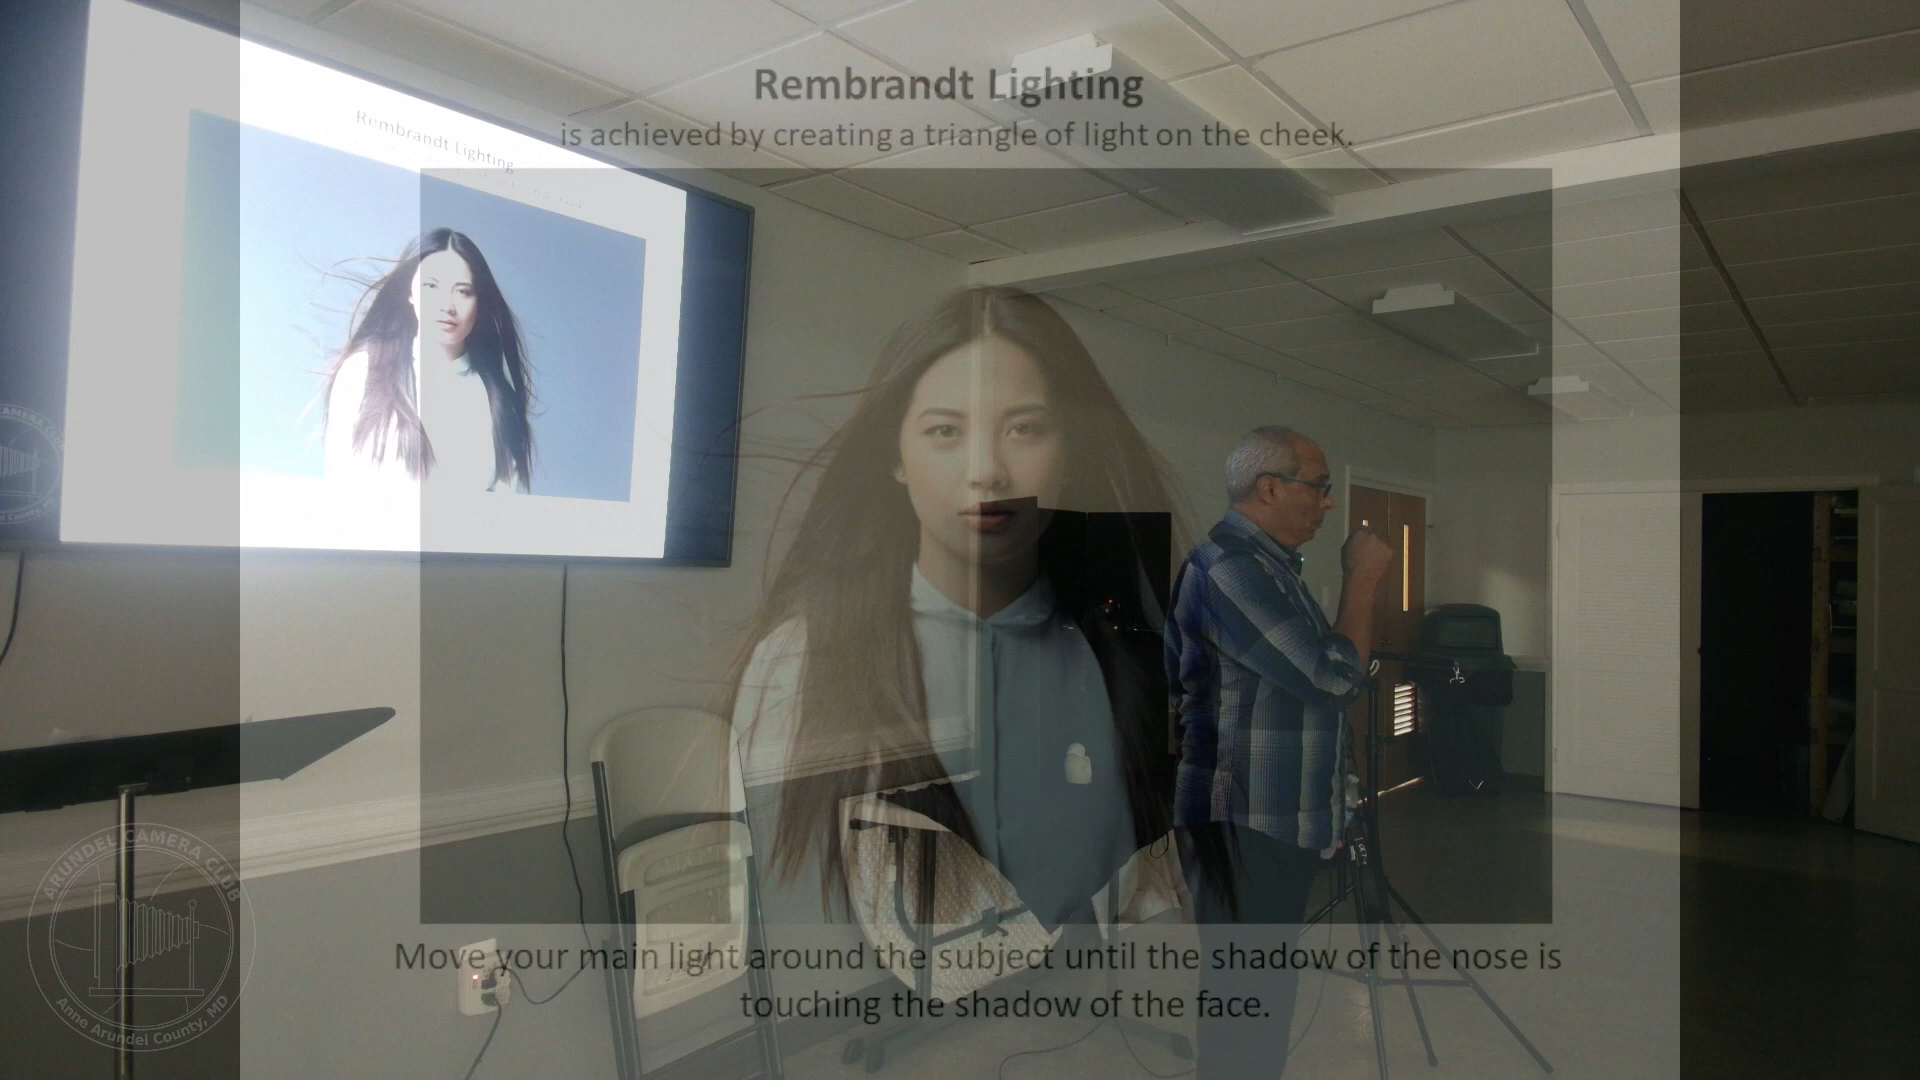 Rembrandt Lighting
is achieved by creating a triangle of light on the cheek.
Rembrandt Lighting
Move your main light around the subject until the shadow of the nose is
touching the shadow of the face.
CAMERA CLUB
ARUNDEL CAMERA CLUB
Anne Arundel County, MD